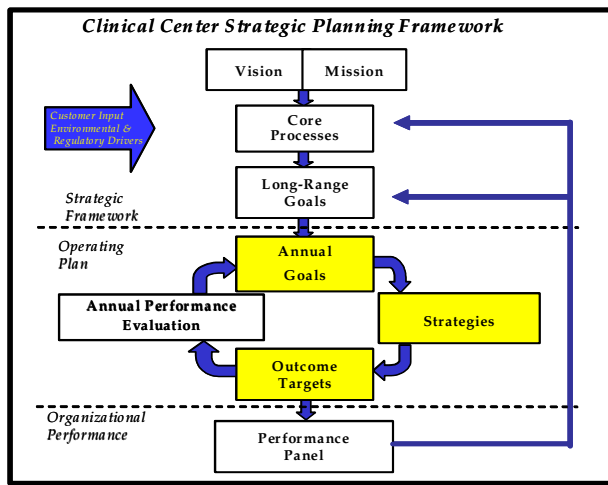 Clinical Center Strategic Planning Framework
Vision
Mission
Customer Input
Environmental &
Regulatory Drivers
Core
Processes
Long-Range
Goals
Strategic
Framework
Operating
Plan
Annual
Goals
Annual Performance
Evaluation
Strategies
Outcome
Targets
Organizational
Performance
Performance
Panel